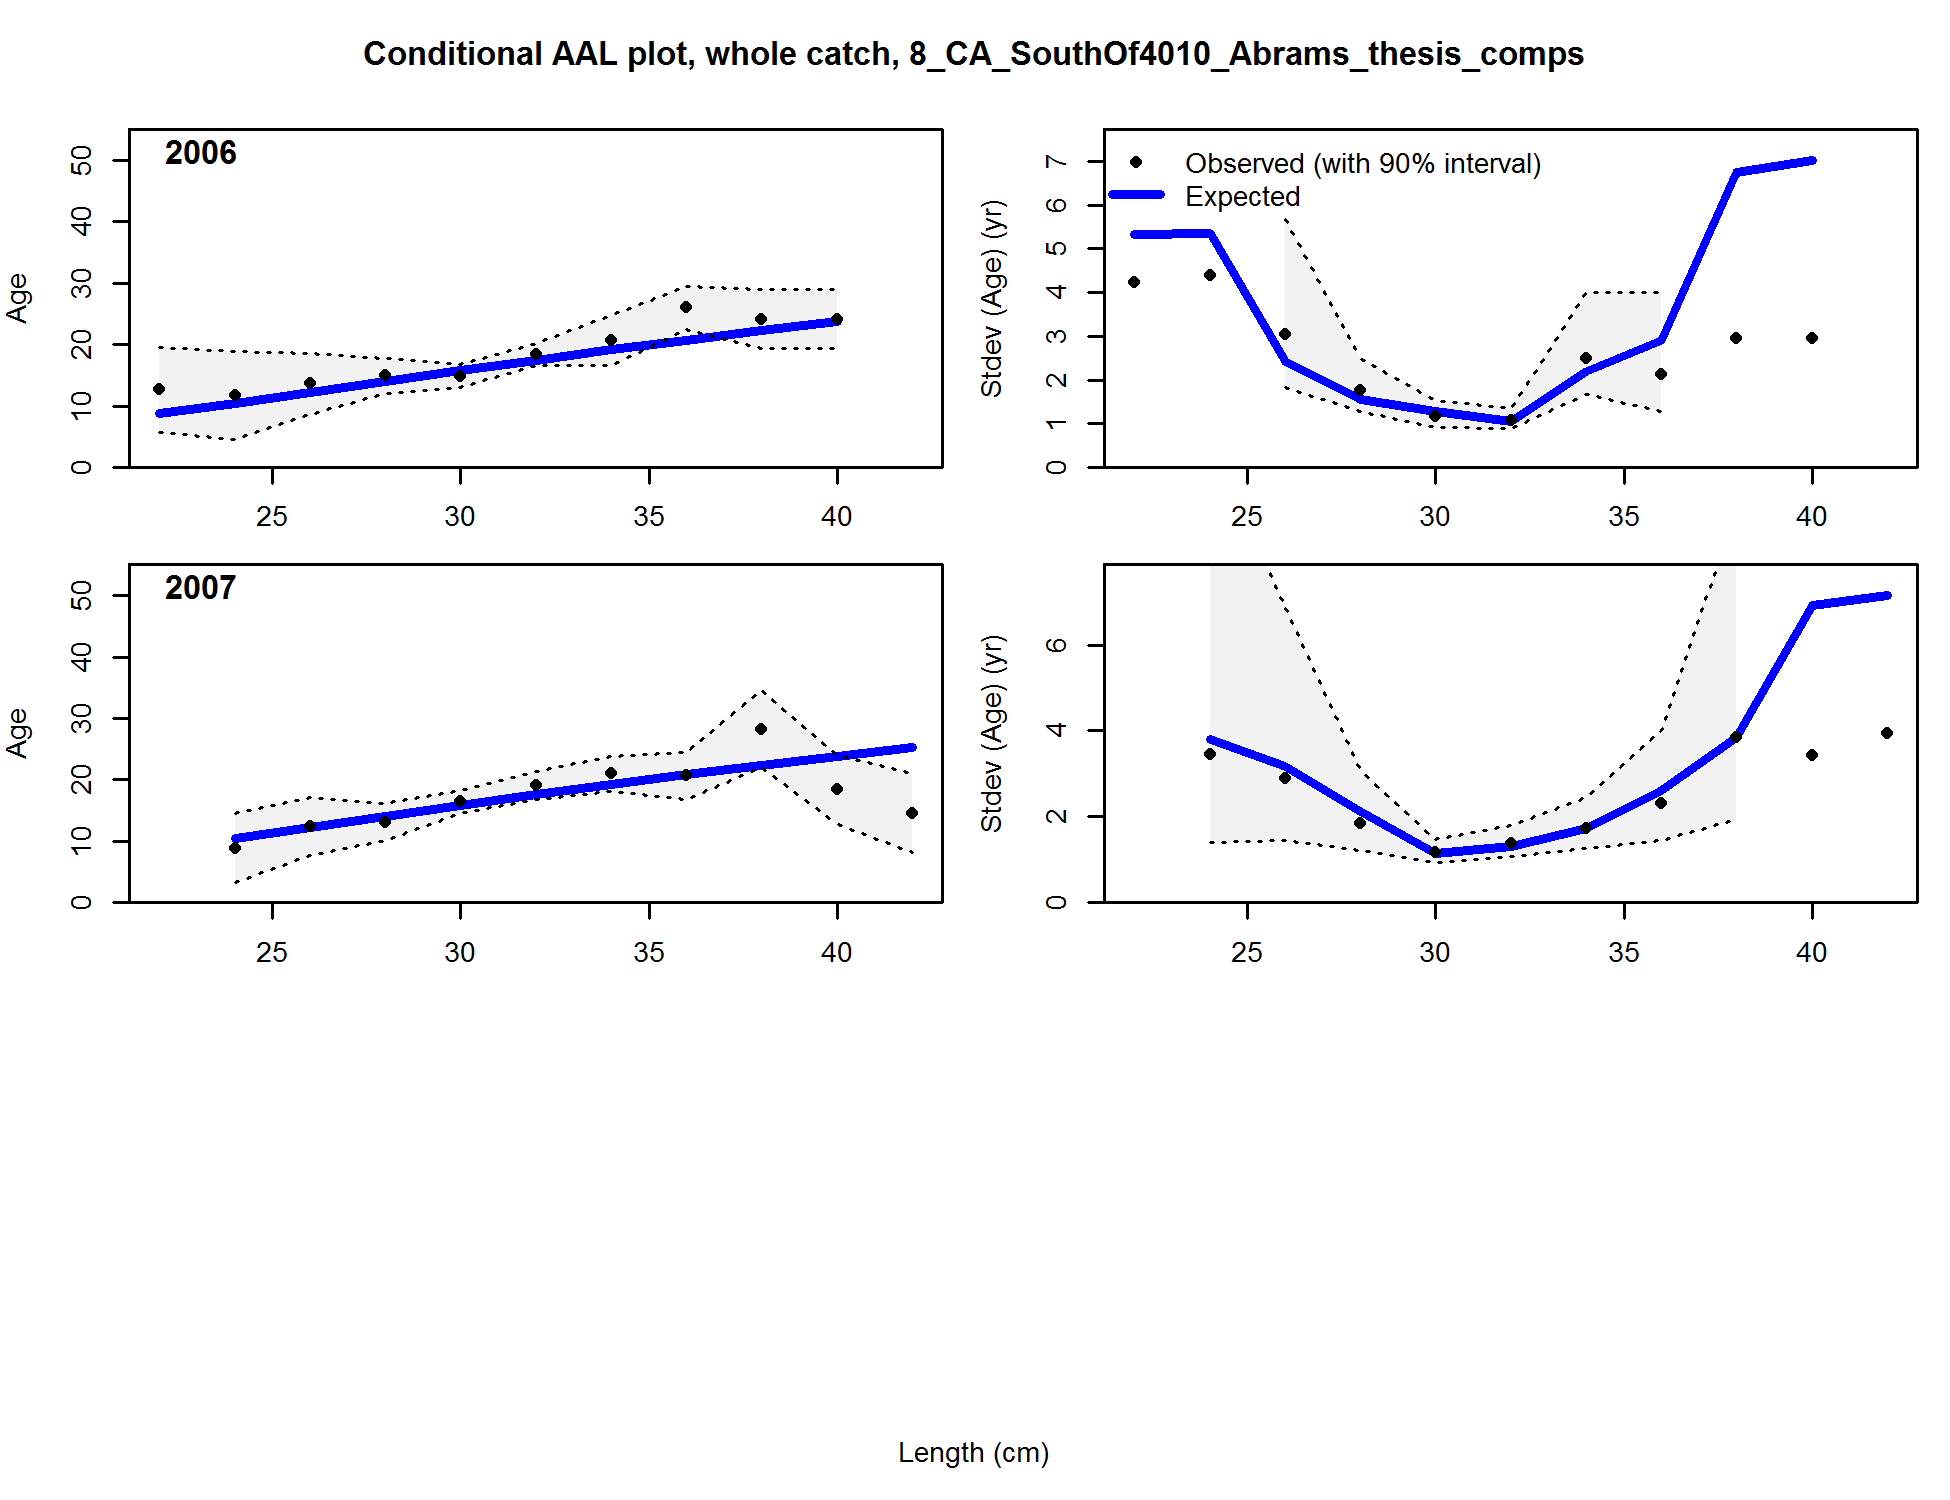 Conditional AAL plot, whole catch, 8_CA_SouthOf4010_Abrams_thesis_comps
2006
Age
0 10 20 30 40 50
25 30 35 40
Observed (with 90% interval)
Expected
Stdev (Age) (yr)
0 1 2 3 4 5 6 7
25 30 35 40
2007
Age
0 10 20 30 40 50
25 30 35 40
Stdev (Age) (yr)
0 2 4 6
25 30 35 40
Length (cm)